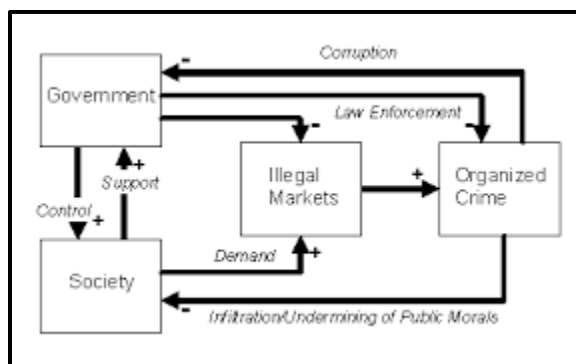 Corruption
Government
Law Enforcement
Support
Control
Illegal
Markets
Organized
Crime
Society
Demand
Infiltration/Undermining of Public Morals
-
-
-
+
+
+
+
-